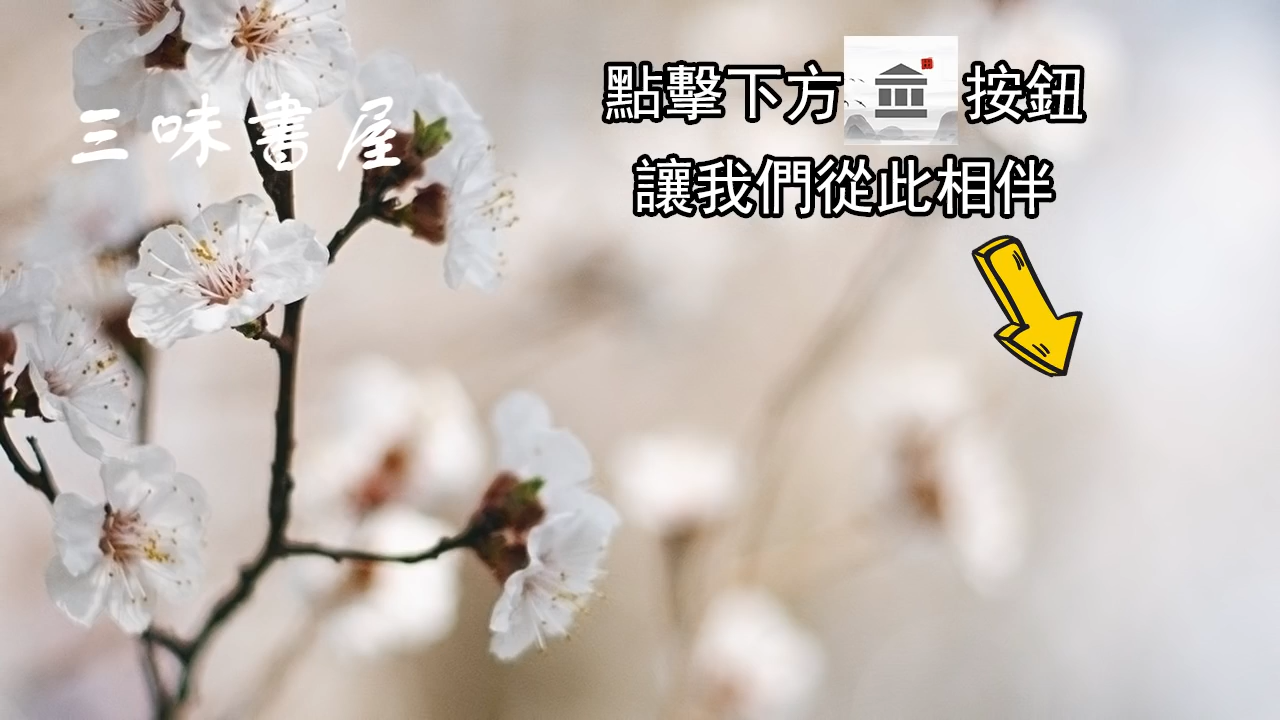 三味書屋
點擊下方 按鈕
讓我們從此相伴